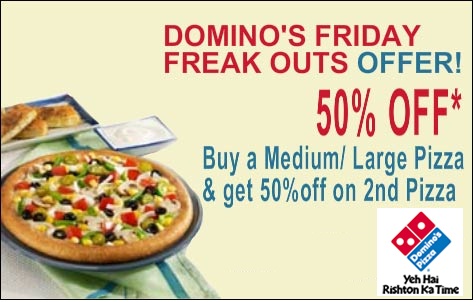 DOMINO'S FRIDAY
FREAK OUTS OFFER!
50% OFF*
Buy a Medium/ Large Pizza
& get 50%off on 2nd Pizza
Domino's
Pizza
Yeh Hai
Rishton Ka Time